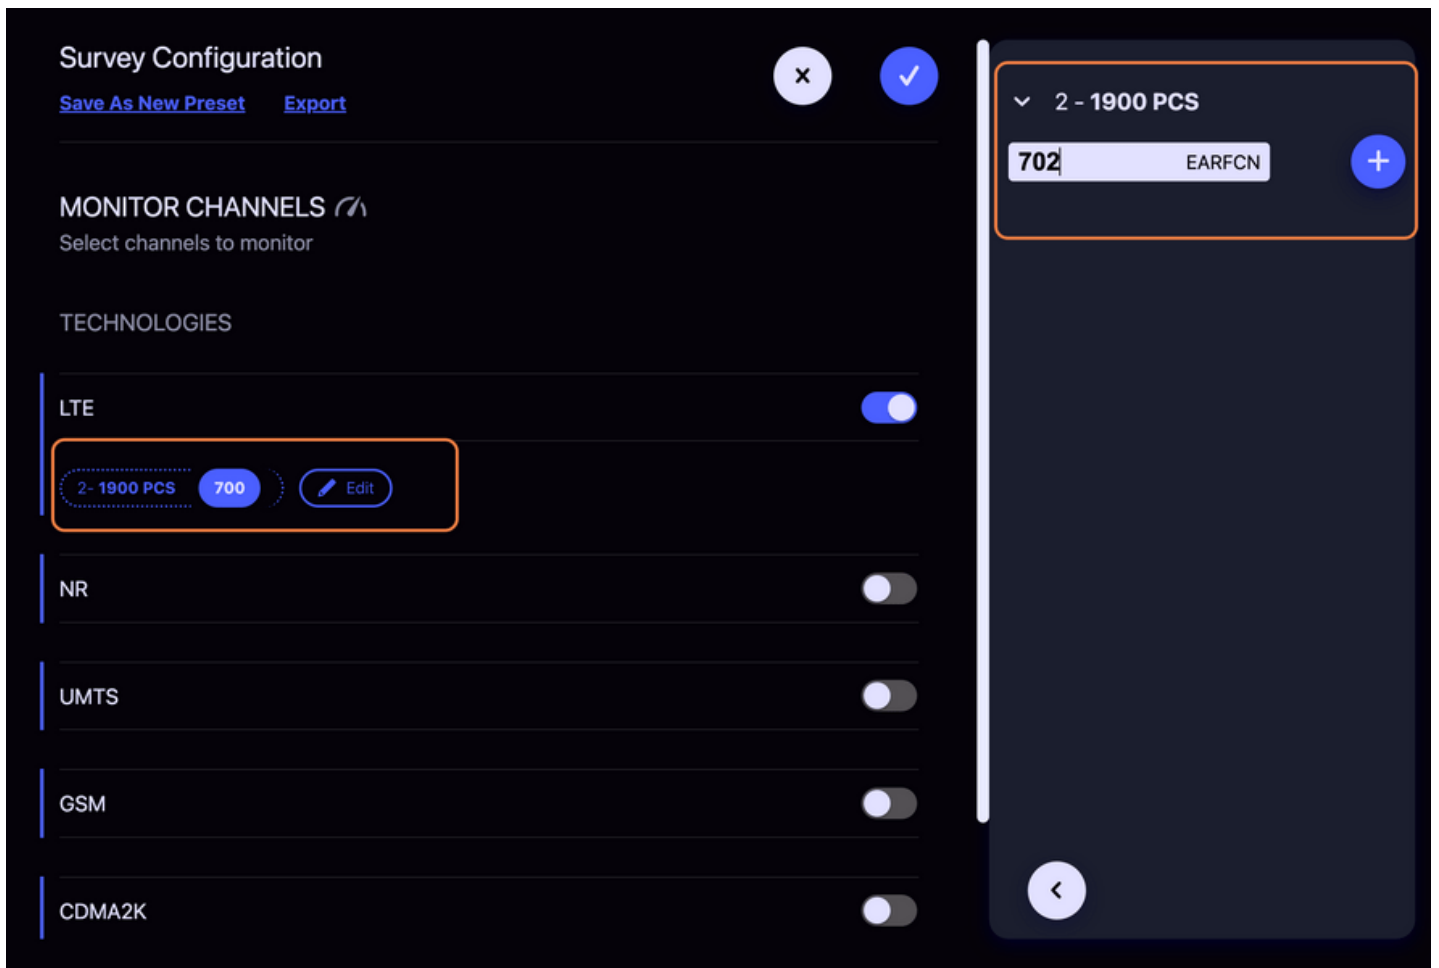 Survey Configuration
Save As New Preset Export
MONITOR CHANNELS
Select channels to monitor
TECHNOLOGIES
LTE
2- 1900 PCS 700 Edit
NR
UMTS
GSM
CDMA2K
2 - 1900 PCS
702 EARFCN